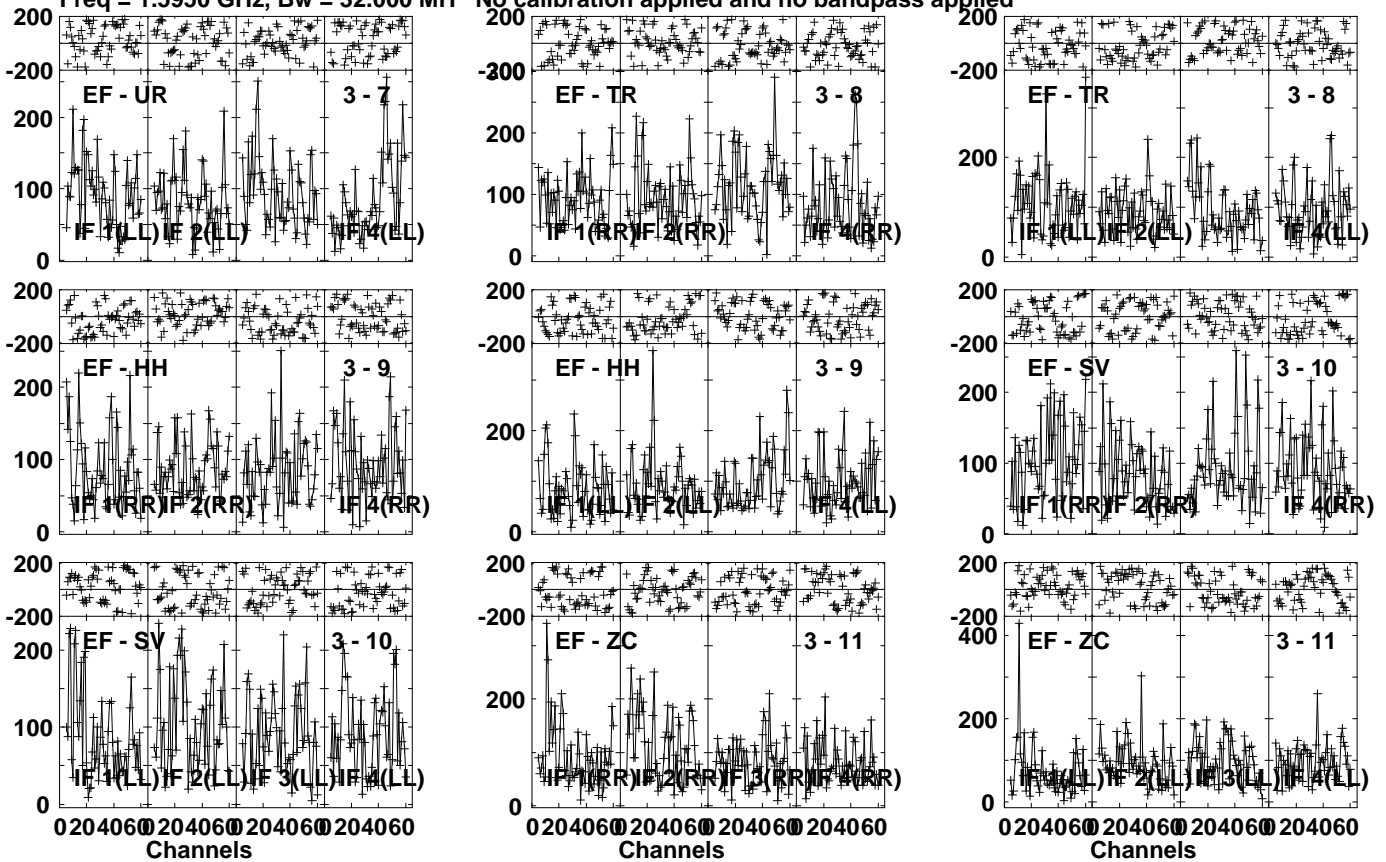 Freq = 1.5950 GHz, Bw = 32.000 MH No calibration applied and no bandpass applied
200 200 200
-200 -200 -200
EF - UR 3 - 7 EF - TR 3 - 8 EF - TR 3 - 8
300
200 200 200
100 100
0 0 0
IF 1(LL) IF 2(LL) IF 4(LL) IF 1(RR) IF 2(RR) IF 4(RR) IF 1(LL) IF 2(LL) IF 4(LL)
200 200 200
-200 -200 -200
EF - HH 3 - 9 EF - HH 3 - 9 EF - SV 3 - 10
200 200 200
100 100
0 0 0
IF 1(RR) IF 2(RR) IF 4(RR) IF 1(LL) IF 2(LL) IF 4(LL) IF 1(RR) IF 2(RR) IF 4(RR)
200 200 200
-200 -200 -200
EF - SV 3 - 10 EF - ZC 3 - 11 EF - ZC 3 - 11
400
200 200 200
100
0 0 0
IF 1(LL) IF 2(LL) IF 3(LL) IF 4(LL) IF 1(RR) IF 2(RR) IF 3(RR) IF 4(RR) IF 1(LL) IF 2(LL) IF 3(LL) IF 4(LL)
0 20 40 60 0 20 40 60 0 20 40 60 0 20 40 60 0 20 40 60 0 20 40 60 0 20 40 60 0 20 40 60 0 20 40 60 0 20 40 60 0 20 40 60 0 20 40 60
Channels Channels Channels